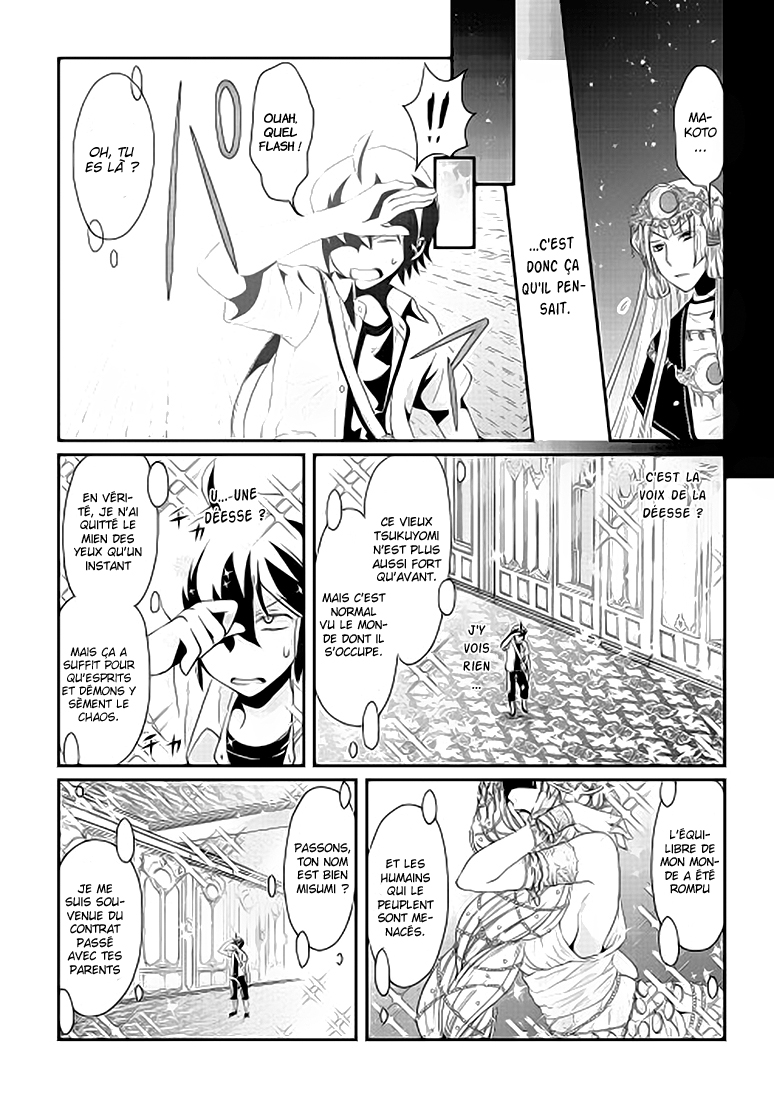 MA-
KOTO
...
...C'EST
DONC ÇA
QU'IL PEN-
SAIT.
!!
OUAH,
QUEL
FLASH !
OH, TU
ES LÀ ?
C'EST LA
VOIX DE LA
DÉESSE ?
CE VIEUX
TSUKUYOMI
N'EST PLUS
AUSSI FORT
QU'AVANT.
MAIS C'EST
NORMAL
VU LE MON-
DE DONT IL
S'OCCUPE.
J'Y
VOIS
RIEN
...
U...-UNE
DÉESSE ?
EN VÉRI-
TÉ, JE N'AI
QUITTÉ LE
MIEN DES
YEUX QU'UN
INSTANT
MAIS ÇA A
SUFFIT POUR
QU'ESPRITS
ET DÉMONS Y
SÈMENT LE
CHAOS.
L'ÉQUI-
LIBRE DE
MON MON-
DE A ÉTÉ
ROMPU
ET LES
HUMAINS
QUI LE
PEUPLENT
SONT ME-
NACÉS.
PASSONS,
TON NOM
EST BIEN
MISUMI ?
JE ME
SUIS SOU-
VENUE DU
CONTRAT
PASSÉ
AVEC TES
PARENTS